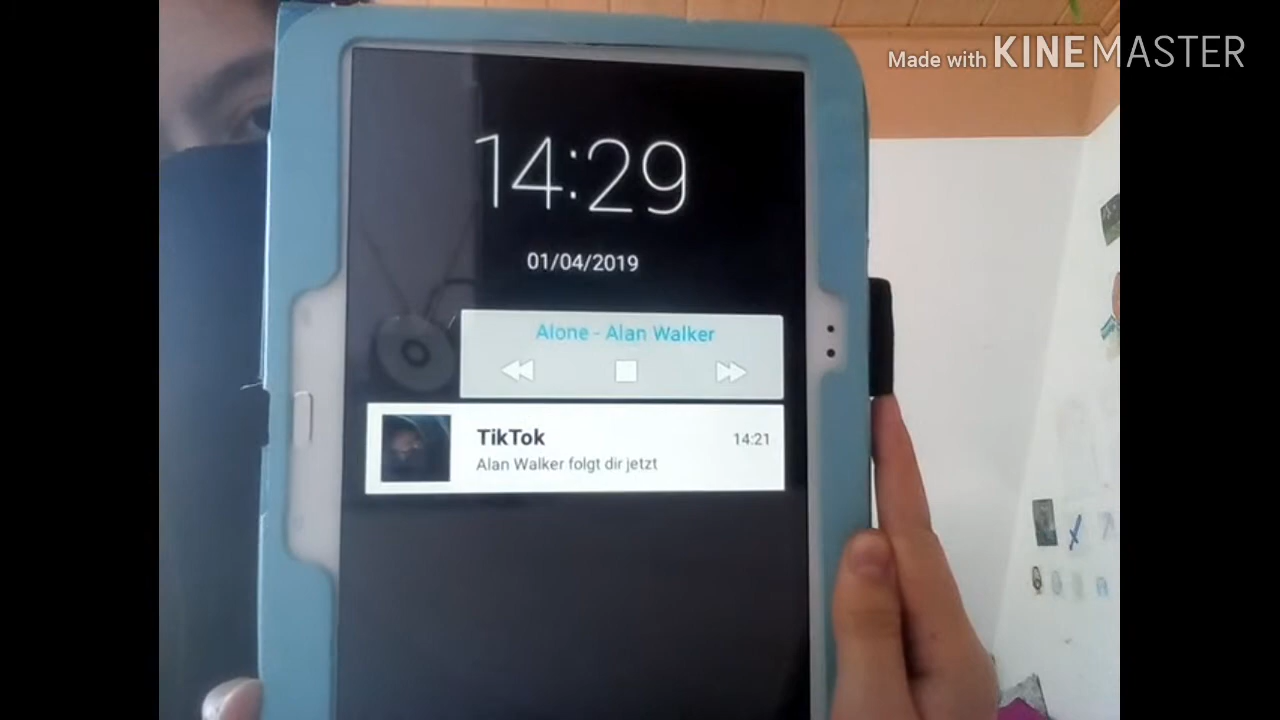 Made with KINEMASTER
14:29
01/04/2019
Alone - Alan Walker
TikTok
14:21
Alan Walker folgt dir jetzt